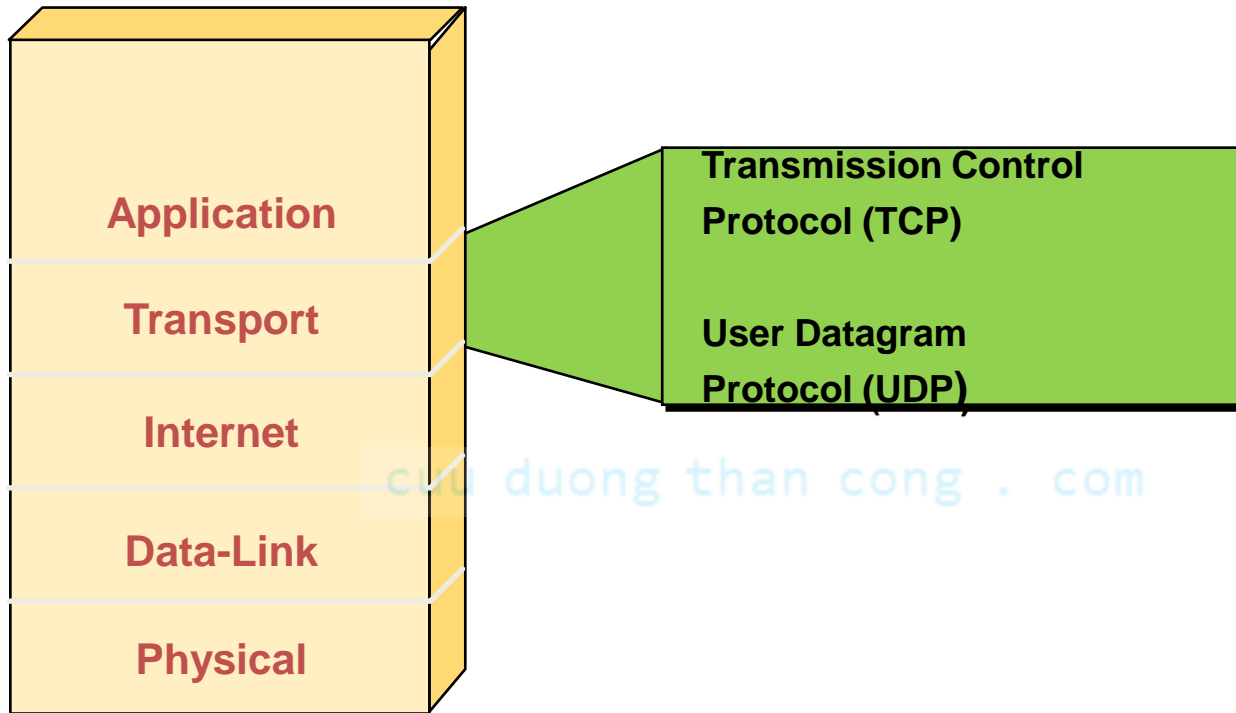 Application
Transport
Internet
Data-Link
Physical
Transmission Control
Protocol (TCP)
User Datagram
Protocol (UDP)
cuu duong than cong . com